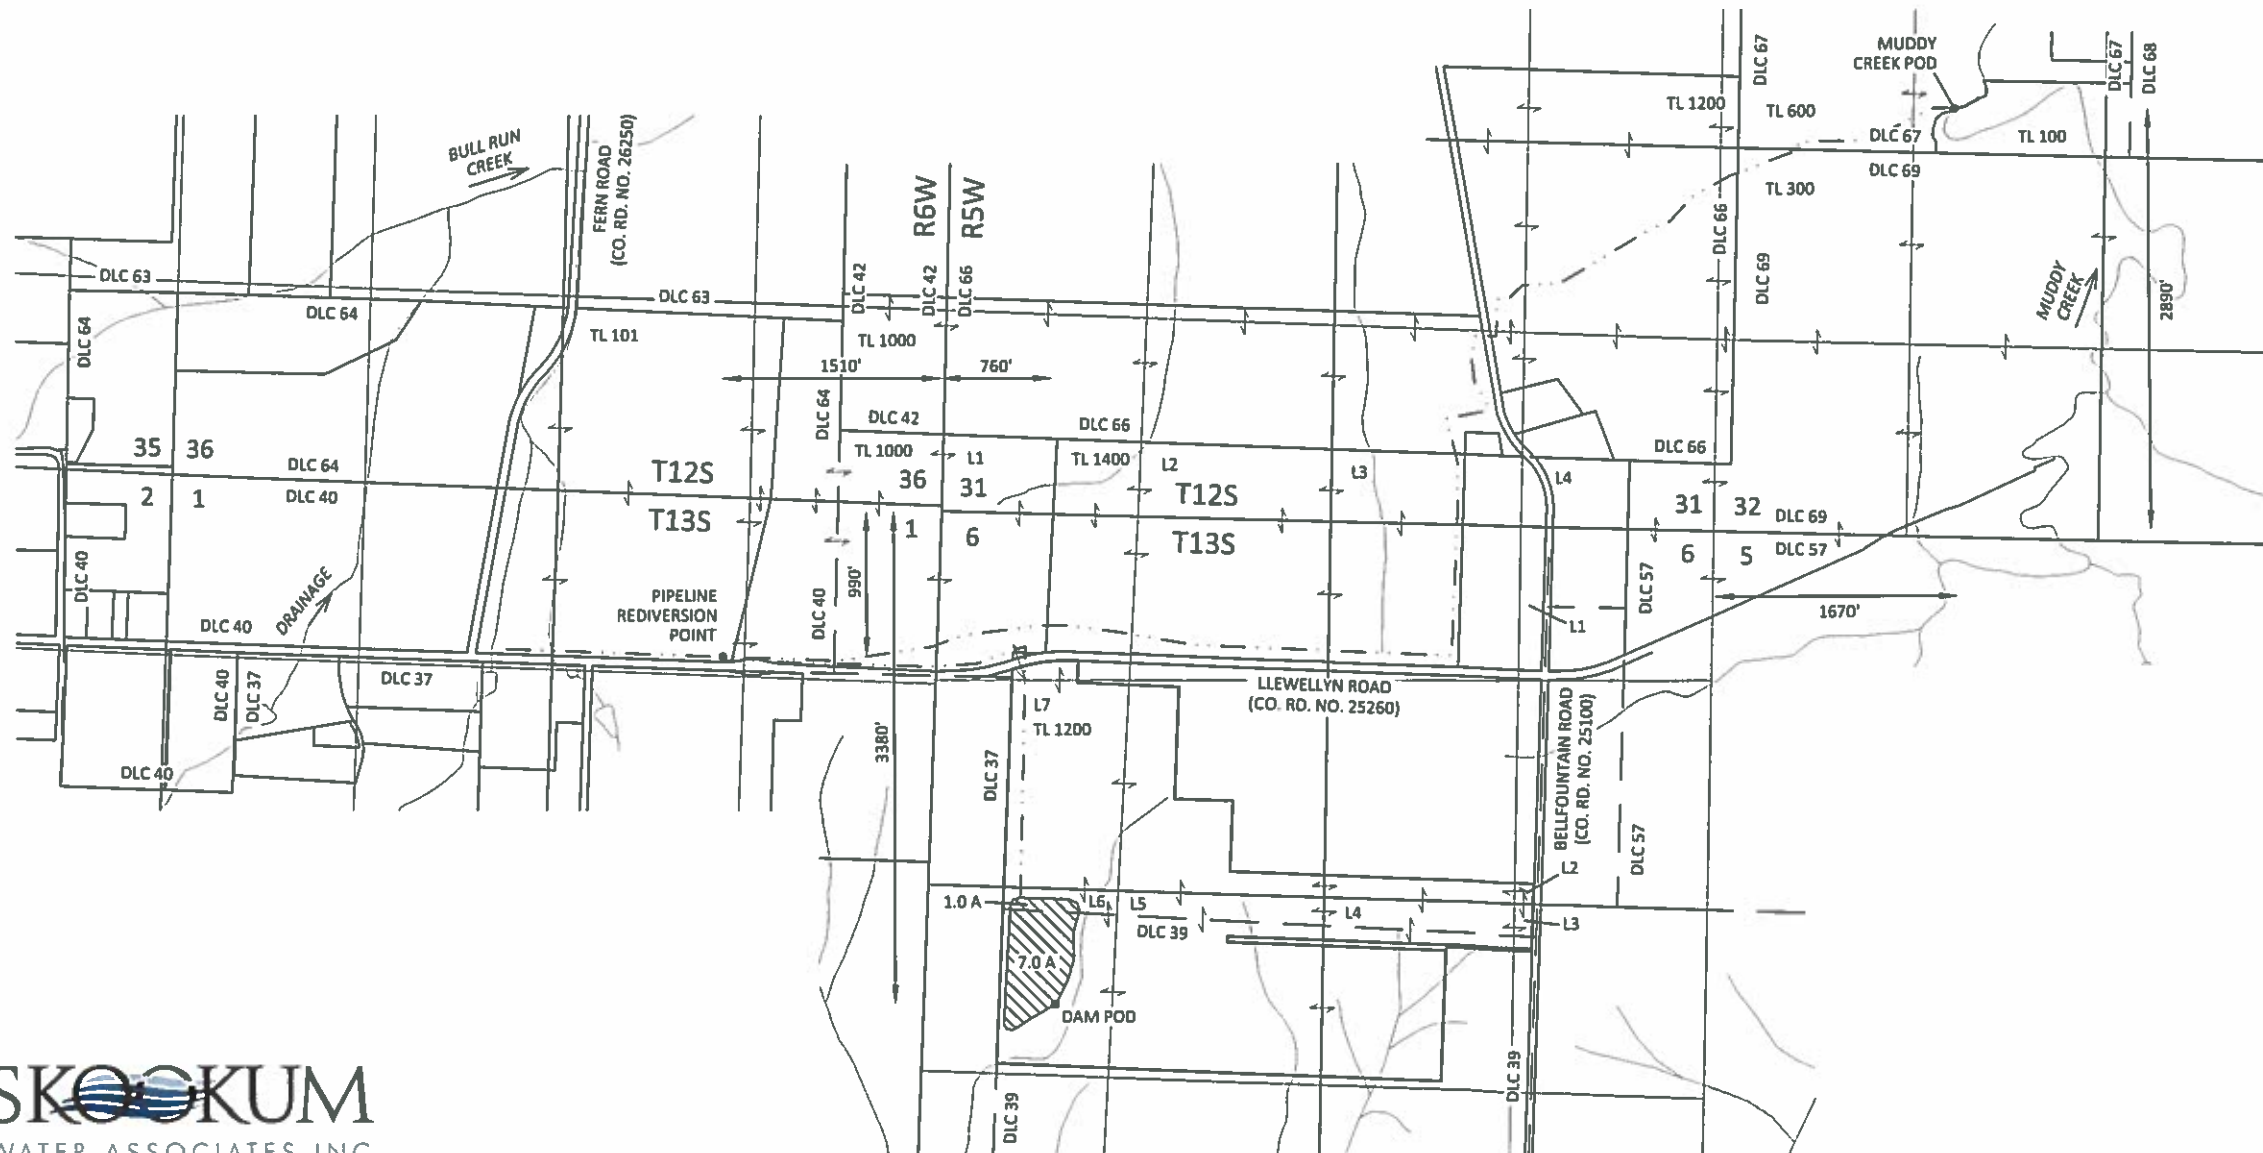 MUDDY
CREEK POD
DLC 67
DLC 67
DLC 68
TL 1200
TL 600
DLC 67
TL 100
DLC 69
TL 300
BULL RUN
CREEK
FERN ROAD
(CO. RD. NO. 26250)
R6W
R5W
DLC 66
DLC 69
MUDDY
CREEK
2890'
DLC 63
DLC 64
DLC 64
DLC 63
DLC 42
DLC 42
DLC 66
TL 101
TL 1000
1510'
760'
DLC 64
DLC 42
DLC 66
DLC 66
35
36
DLC 64
T12S
TL 1000
36
L1
31
TL 1400
L2
T12S
L3
L4
31
32
DLC 69
2
1
DLC 40
T13S
1
6
T13S
6
5
DLC 57
DLC 40
DRAINAGE
DLC 40
PIPELINE
REDIVERSION
POINT
DLC 40
990'
DLC 57
L1
1670'
DLC 40
DLC 37
DLC 37
LLEWELLYN ROAD
(CO. RD. NO. 25260)
L7
TL 1200
BELLFOUNTAIN ROAD
(CO. RD. NO. 25100)
3380'
DLC 37
DLC 40
DLC 57
L2
1.0 A
L6
L5
L4
L3
DLC 39
7.0 A
DAM POD
DLC 39
DLC 39
SKOOKUM
WATER ASSOCIATES INC